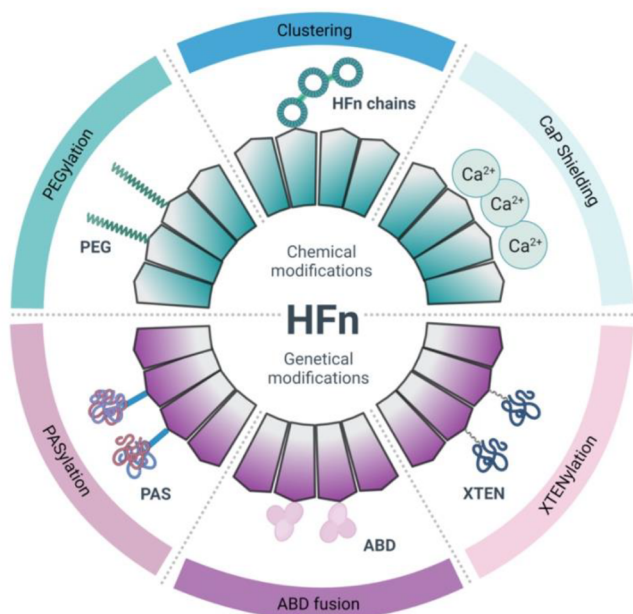 Clustering
HFn chains
PEGylation
PEG
CaP Shielding
Ca2+
Ca2+
Ca2+
Chemical
modifications
HFn
Genetical
modifications
PASylation
PAS
ABD
ABD fusion
XTEN
XTENylation